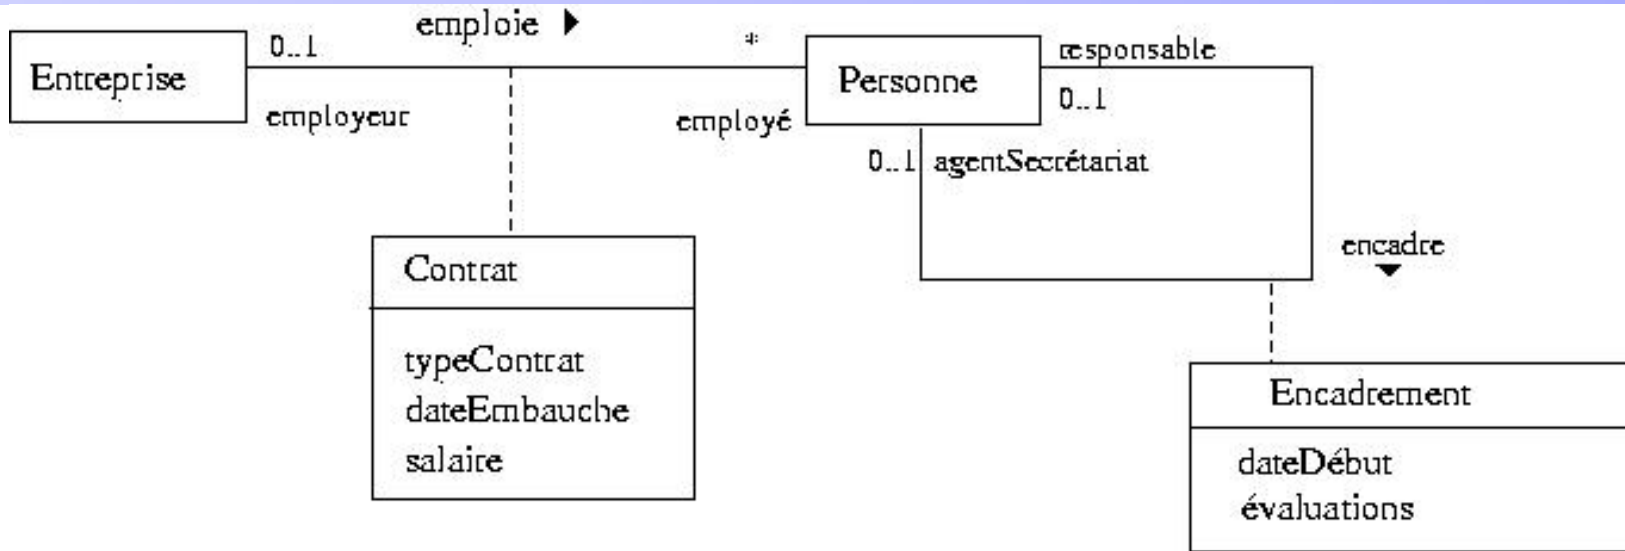 emploie
0..1
*
Entreprise
employeur
employé
Personne
responsable
0..1
0..1 agentSecrétariat
encadre
Contrat
typeContrat
dateEmbauche
salaire
Encadrement
dateDébut
évaluations